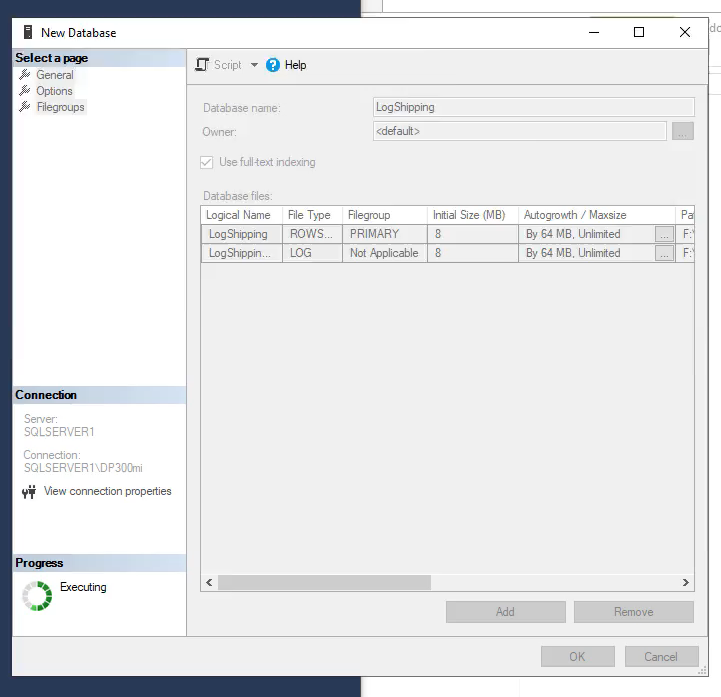 New Database
Select a page
General
Options
Filegroups
Script Help
Database name: LogShipping
Owner: <default> ...
Use full-text indexing
Database files:
Logical Name File Type Filegroup Initial Size (MB) Autogrowth / Maxsize Pa
LogShipping ROWS... PRIMARY 8 By 64 MB, Unlimited ... F:\
LogShippin... LOG Not Applicable 8 By 64 MB, Unlimited ... F:\
Connection
Server:
SQLSERVER1
Connection:
SQLSERVER1\DP300mi
View connection properties
Progress
Executing
Add Remove
OK Cancel